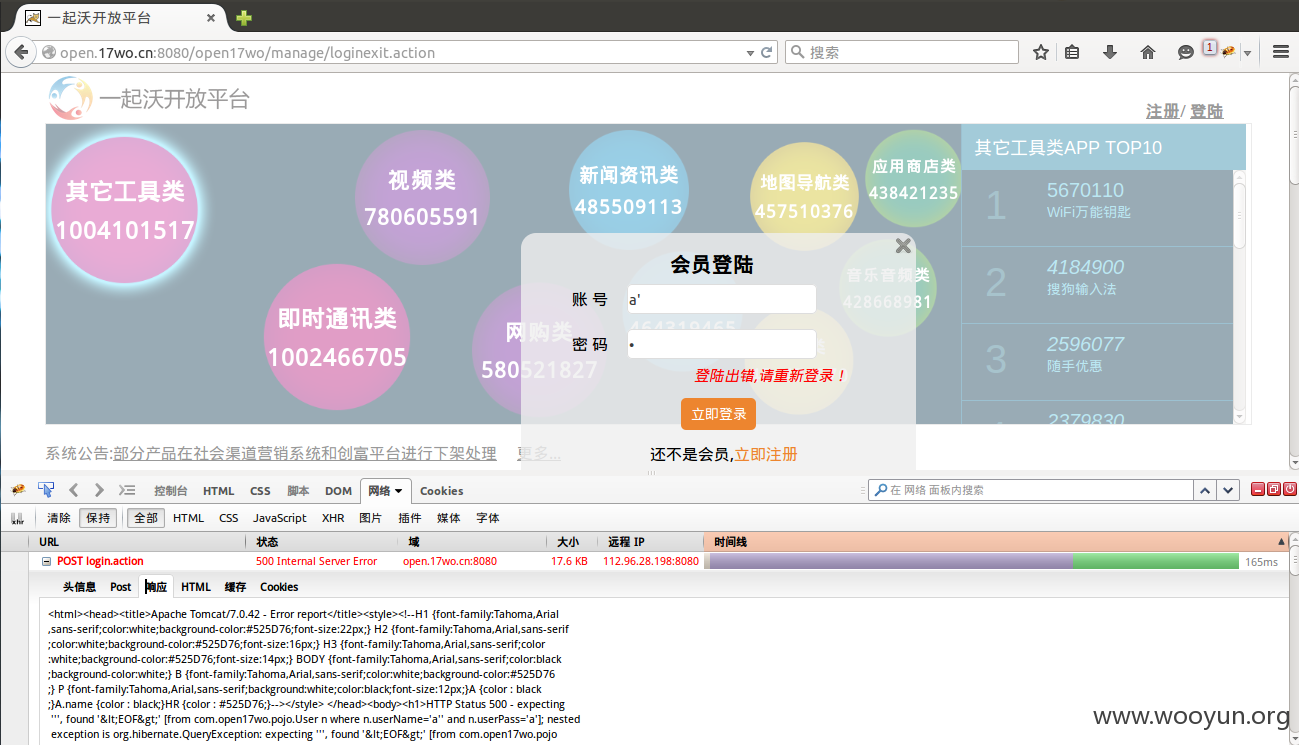 一起沃开放平台
open.17wo.cn:8080/open17wo/manage/loginexit.action
搜索
1
一起沃开放平台
注册/ 登陆
其它工具类
1004101517
视频类
780605591
新闻资讯类
485509113
地图导航类
457510376
应用商店类
438421235
即时通讯类
1002466705
网购类
580521827
464319465
音乐音频类
428668981
其它工具类APP TOP10
1
5670110
WiFi万能钥匙
2
4184900
搜狗输入法
3
2596077
随手优惠
2379830
会员登陆
账 号
a'
密 码
登陆出错,请重新登录！
立即登录
还不是会员,立即注册
系统公告:部分产品在社会渠道营销系统和创富平台进行下架处理 更多...
控制台 HTML CSS 脚本 DOM 网络 Cookies
在 网络 面板内搜索
xhr 清除 保持 全部 HTML CSS JavaScript XHR 图片 插件 媒体 字体
URL 状态 域 大小 远程 IP 时间线
POST login.action 500 Internal Server Error open.17wo.cn:8080 17.6 KB 112.96.28.198:8080 165ms
头信息 Post 响应 HTML 缓存 Cookies
<html><head><title>Apache Tomcat/7.0.42 - Error report</title><style><!--H1 {font-family:Tahoma,Arial
,sans-serif;color:white;background-color:#525D76;font-size:22px;} H2 {font-family:Tahoma,Arial,sans-serif
;color:white;background-color:#525D76;font-size:16px;} H3 {font-family:Tahoma,Arial,sans-serif;color
:white;background-color:#525D76;font-size:14px;} BODY {font-family:Tahoma,Arial,sans-serif;color:black
;background-color:white;} B {font-family:Tahoma,Arial,sans-serif;color:white;background-color:#525D76
;} P {font-family:Tahoma,Arial,sans-serif;background:white;color:black;font-size:12px;}A {color : black
;}A.name {color : black;}HR {color : #525D76;}--></style> </head><body><h1>HTTP Status 500 - expecting
''', found '&lt;EOF&gt;' [from com.open17wo.pojo.User n where n.userName='a'' and n.userPass='a']; nested
exception is org.hibernate.QueryException: expecting ''', found '&lt;EOF&gt;' [from com.open17wo.pojo
www.wooyun.org